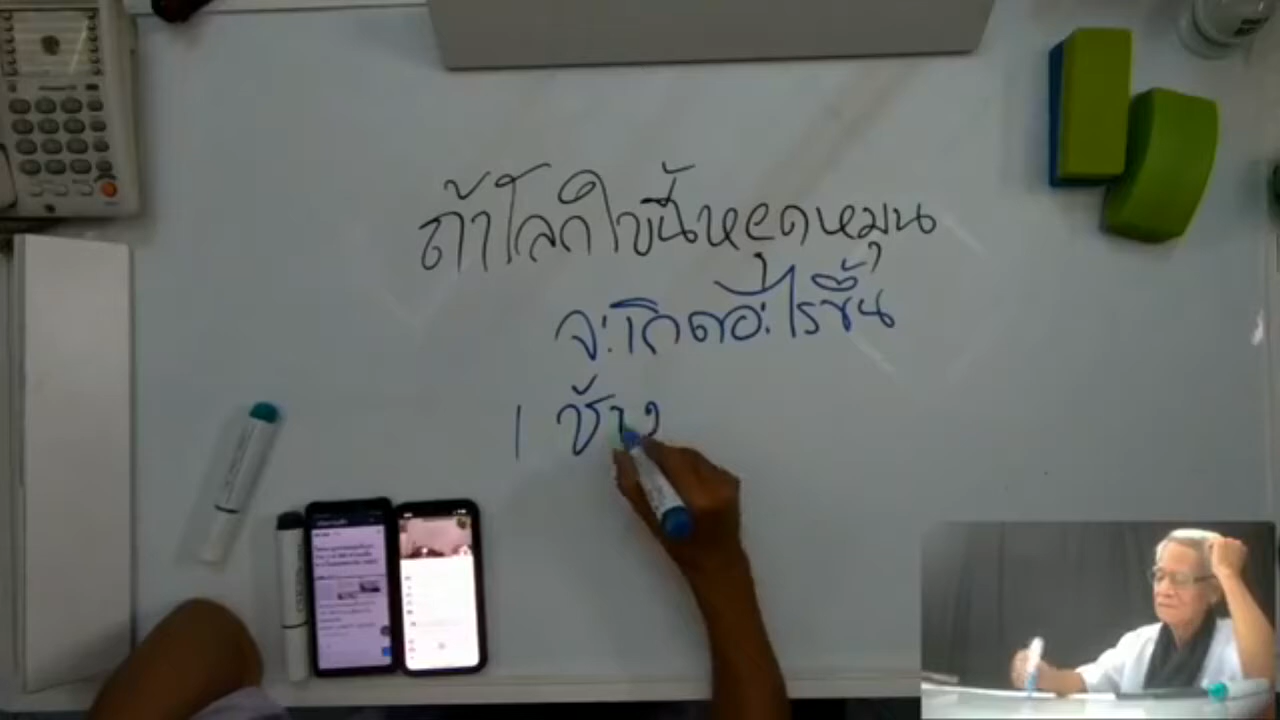 ถ้าโลกใบนี้หยุดหมุน
จะเกิดอะไรขึ้น
1 ช้าง